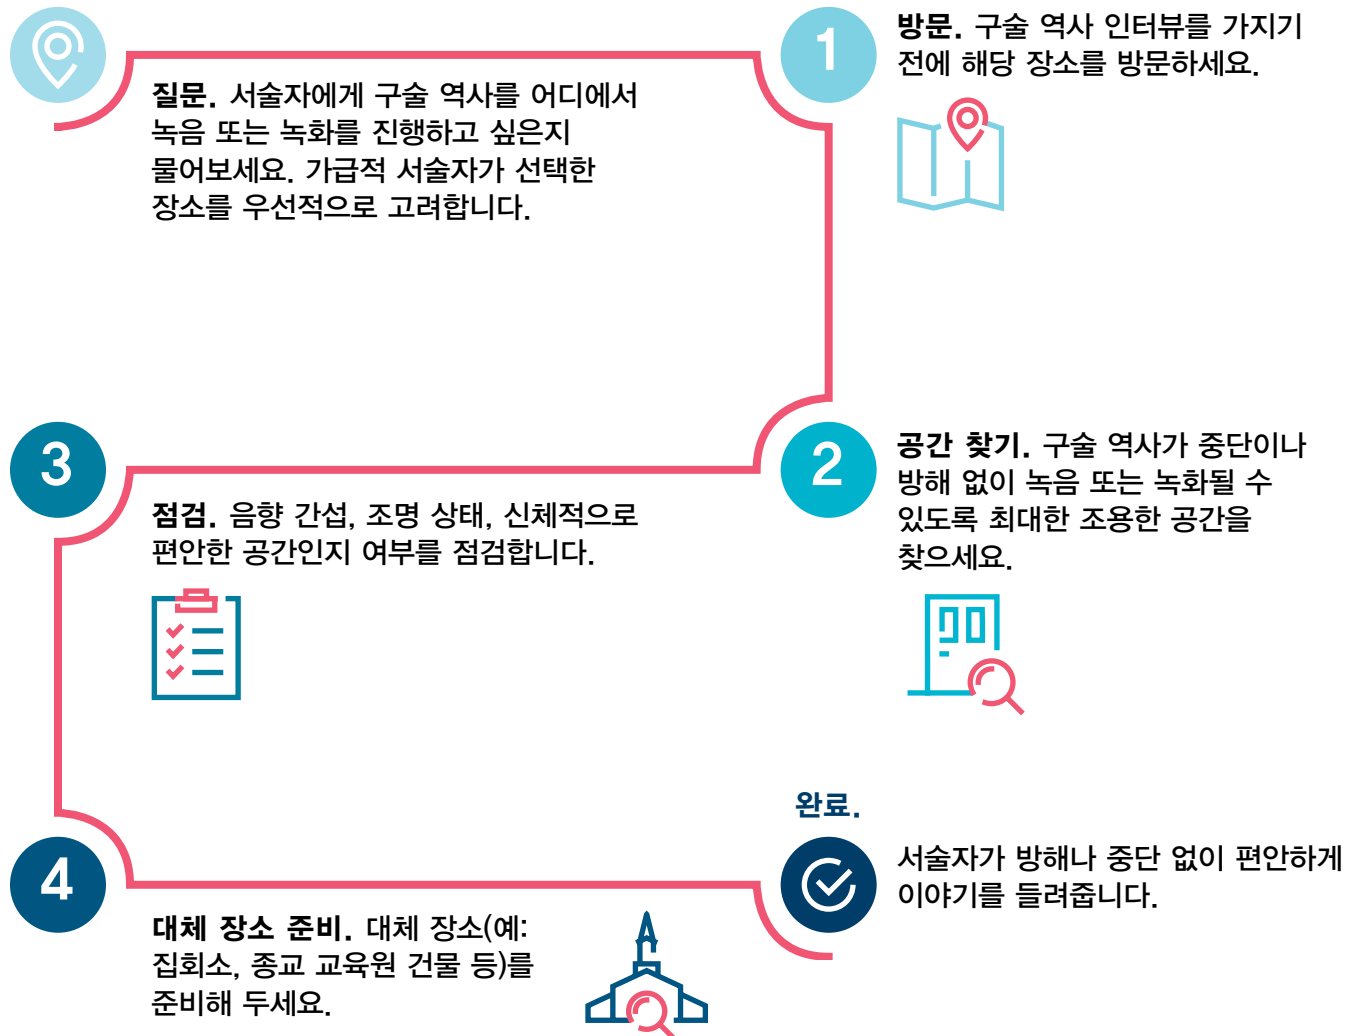 질문. 서술자에게 구술 역사를 어디에서
녹음 또는 녹화를 진행하고 싶은지
물어보세요. 가급적 서술자가 선택한
장소를 우선적으로 고려합니다.
1
방문. 구술 역사 인터뷰를 가지기
전에 해당 장소를 방문하세요.
2
공간 찾기. 구술 역사가 중단이나
방해 없이 녹음 또는 녹화될 수
있도록 최대한 조용한 공간을
찾으세요.
3
점검. 음향 간섭, 조명 상태, 신체적으로
편안한 공간인지 여부를 점검합니다.
4
대체 장소 준비. 대체 장소(예:
집회소, 종교 교육원 건물 등)를
준비해 두세요.
완료.
서술자가 방해나 중단 없이 편안하게
이야기를 들려줍니다.